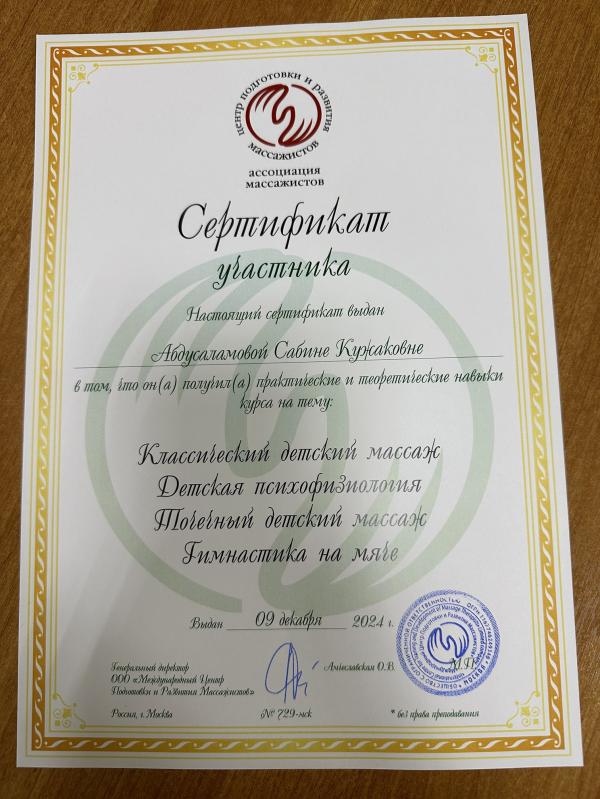 центр подготовки и развития
массажистов
ассоциация
массажистов
Сертификат
участника
Настоящий сертификат выдан
Абдусаламовой Сабине Кужаковне
в том, что он(а) получил(а) практические и теоретические навыки
курса на тему:
Классический детский массаж
Детская психофизиология
Точечный детский массаж
Гимнастика на мяче
Выдан 09 декабря 2024 г.
Генеральный директор
ООО «Международный Центр
Подготовки и Развития Массажистов»
Ачиславская О.В.
М.П.
Россия, г. Москва
№ 729-мск
* без права преподавания